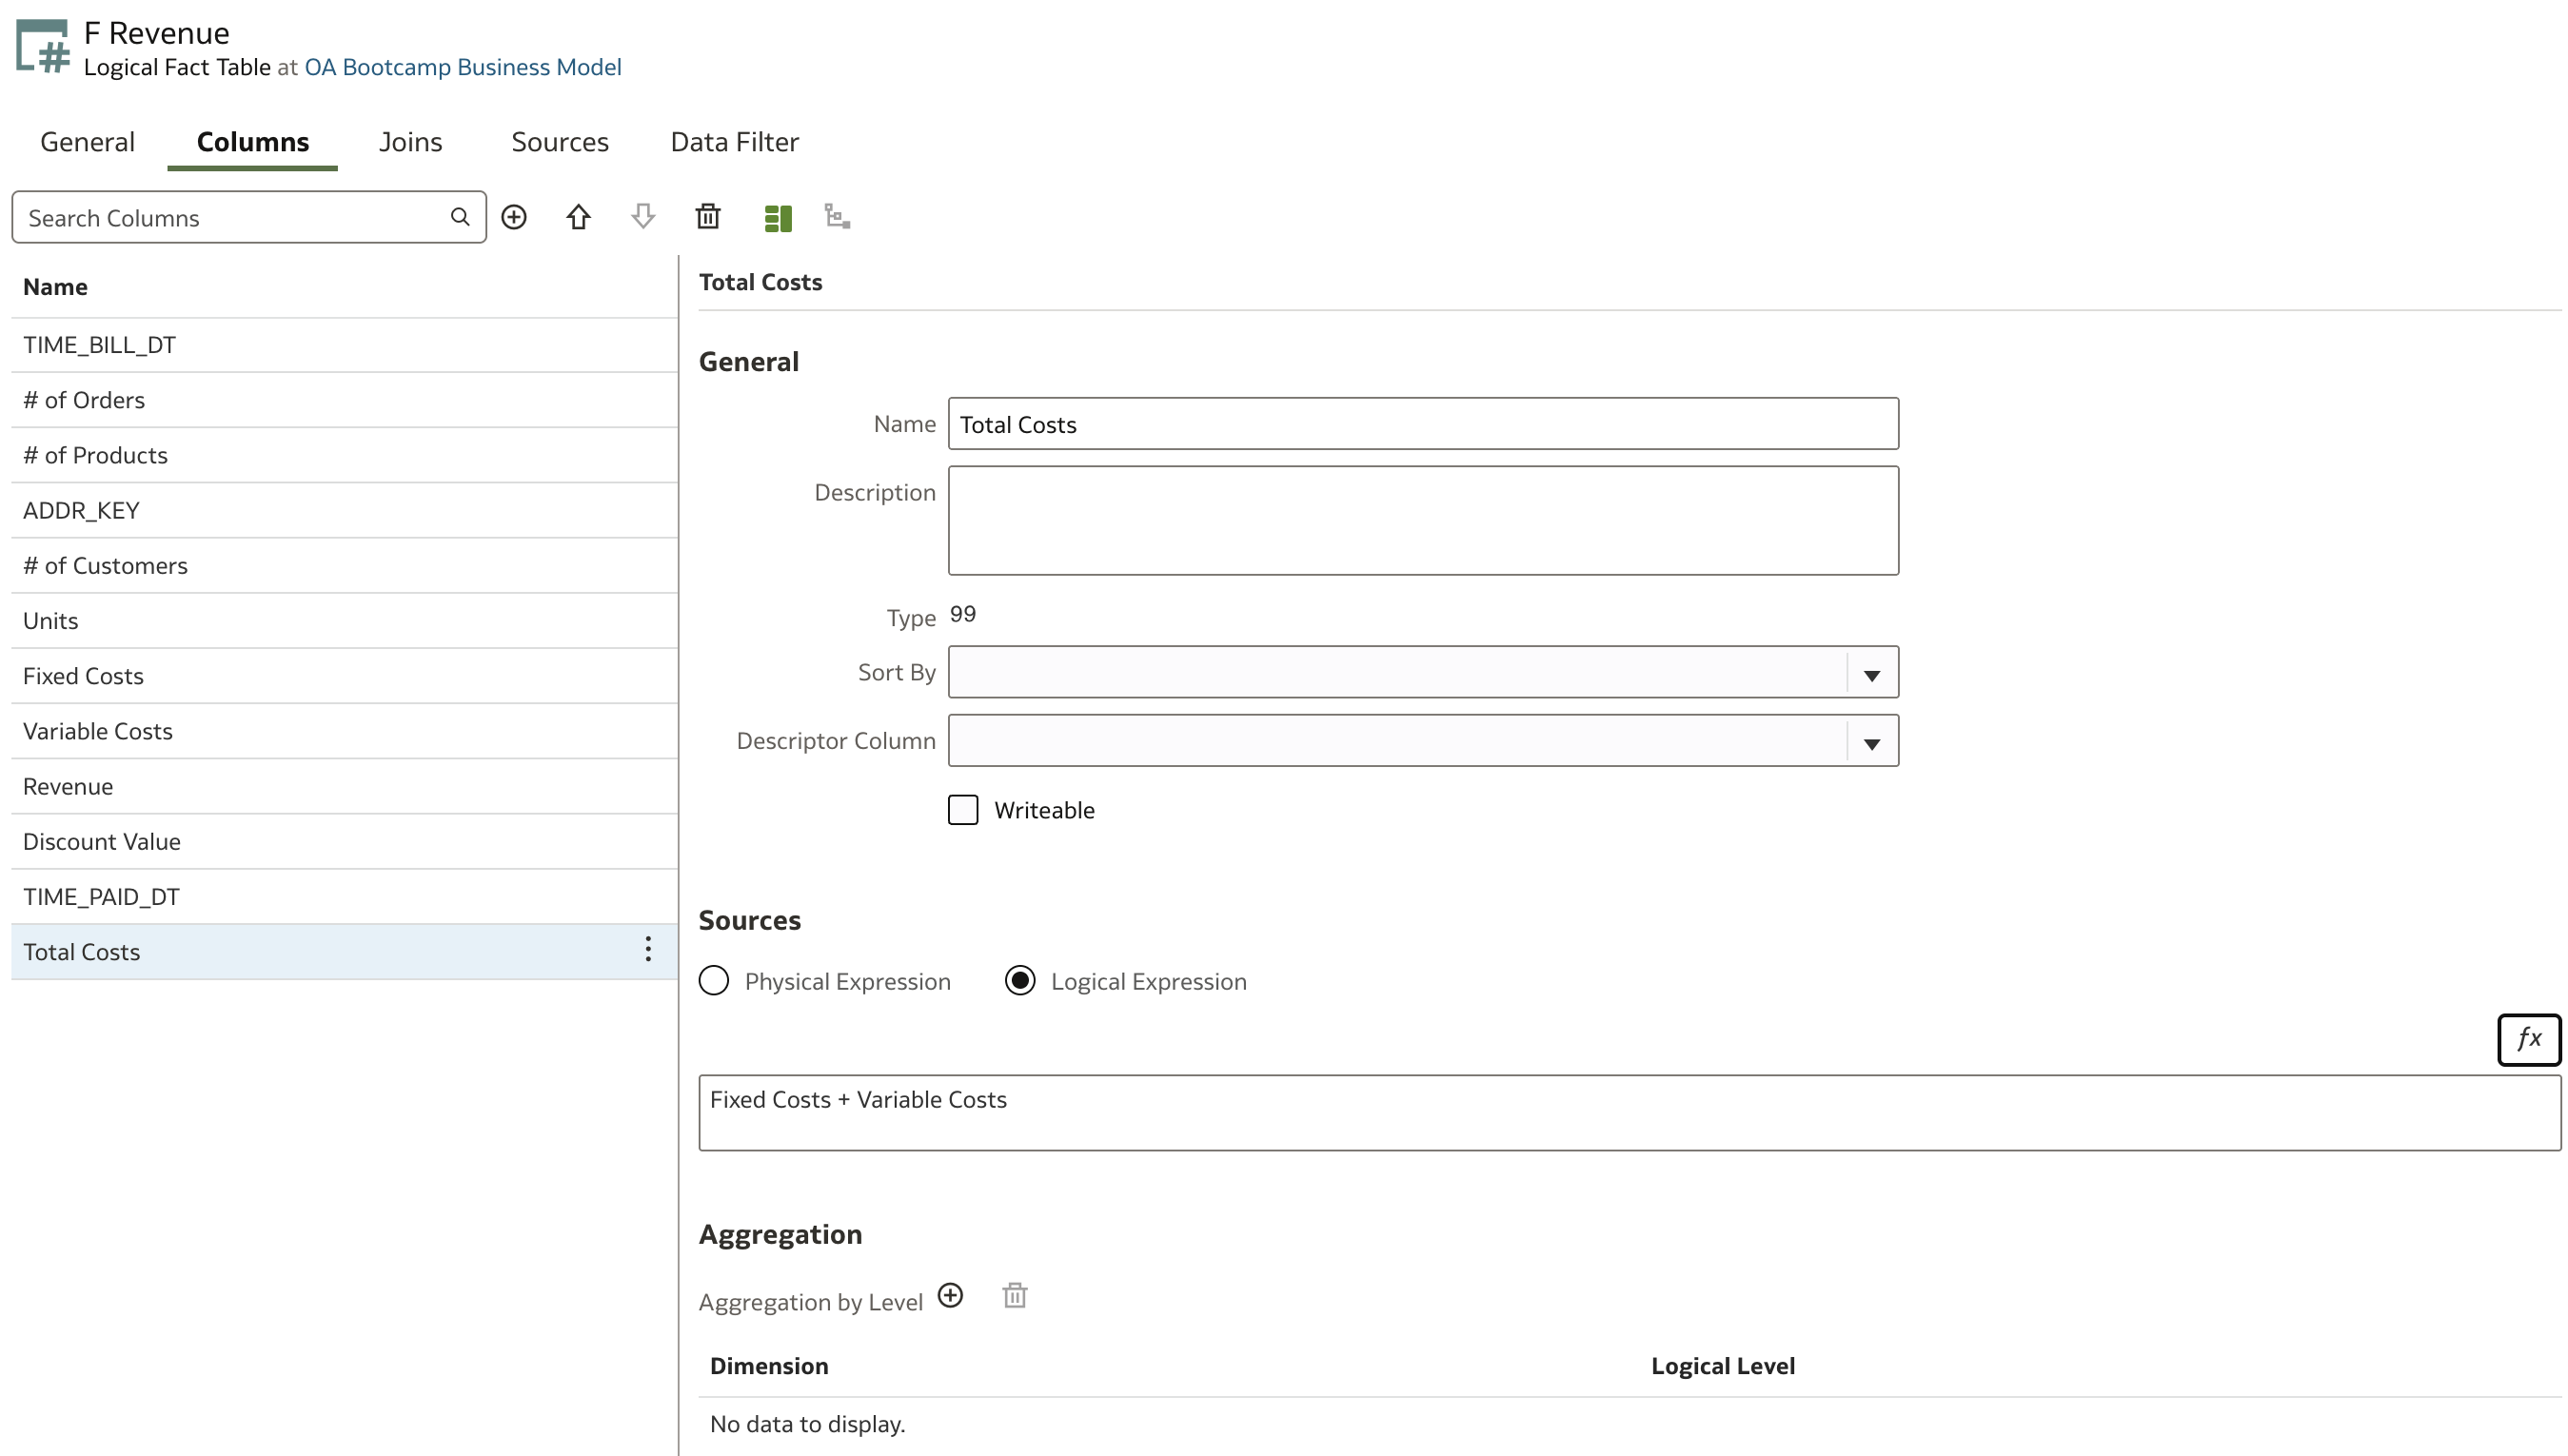 F Revenue
Logical Fact Table at OA Bootcamp Business Model
General Columns Joins Sources Data Filter
Search Columns
Name
TIME_BILL_DT
# of Orders
# of Products
ADDR_KEY
# of Customers
Units
Fixed Costs
Variable Costs
Revenue
Discount Value
TIME_PAID_DT
Total Costs
Total Costs
General
Name Total Costs
Description
Type 99
Sort By
Descriptor Column
Writeable
Sources
Physical Expression Logical Expression
fx
Fixed Costs + Variable Costs
Aggregation
Aggregation by Level
Dimension Logical Level
No data to display.